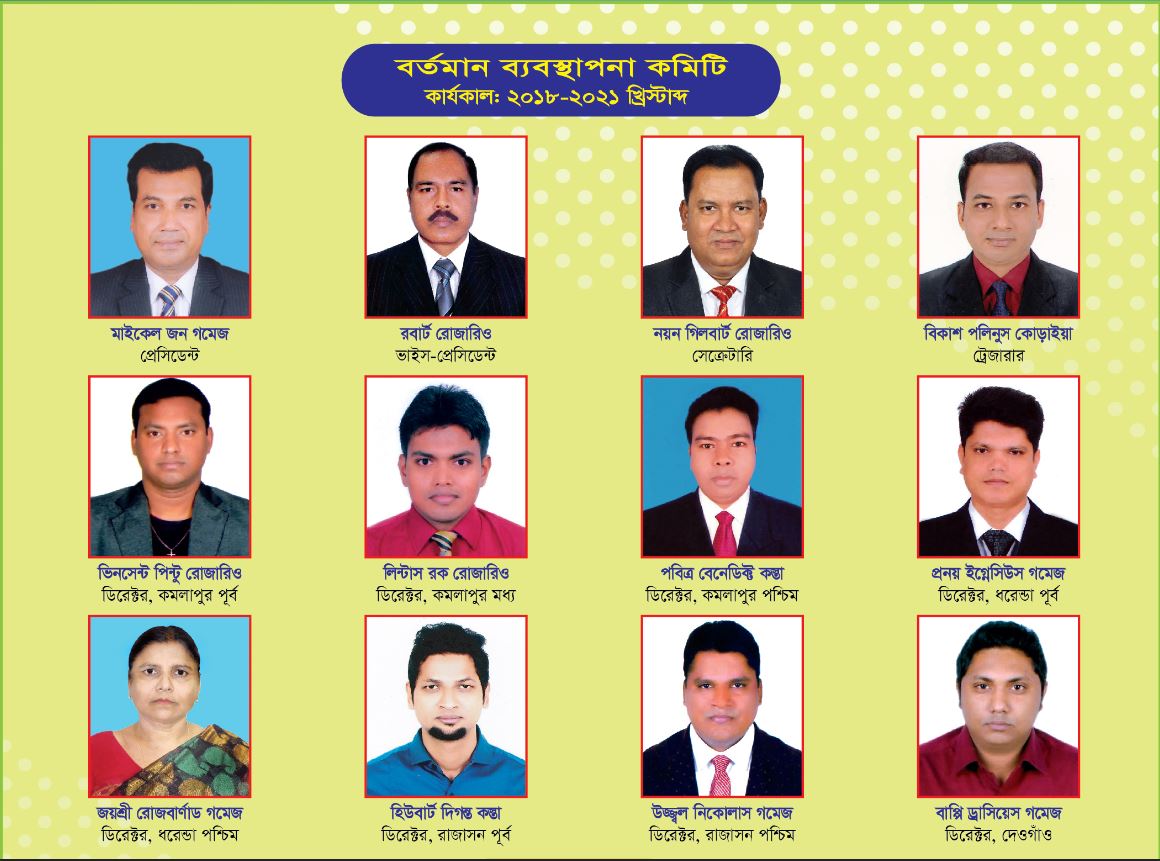 বর্তমান ব্যবস্থাপনা কমিটি
কার্যকাল: ২০১৮-২০২১ খ্রিস্টাব্দ
মাইকেল জন গমেজ
প্রেসিডেন্ট
রবার্ট রোজারিও
ভাইস-প্রেসিডেন্ট
নয়ন গিলবার্ট রোজারিও
সেক্রেটারি
বিকাশ পলিনুস কোড়াইয়া
ট্রেজারার
ভিনসেন্ট পিন্টু রোজারিও
ডিরেক্টর, কমলাপুর পূর্ব
লিন্টাস রক রোজারিও
ডিরেক্টর, কমলাপুর মধ্য
পবিত্র বেনেডিক্ট কস্তা
ডিরেক্টর, কমলাপুর পশ্চিম
প্রনয় ইগ্নেসিউস গমেজ
ডিরেক্টর, ধরেন্ডা পূর্ব
জয়শ্রী রোজবার্ণাড গমেজ
ডিরেক্টর, ধরেন্ডা পশ্চিম
হিউবার্ট দিগন্ত কস্তা
ডিরেক্টর, রাজাসন পূর্ব
উজ্জ্বল নিকোলাস গমেজ
ডিরেক্টর, রাজাসন পশ্চিম
বাপ্পি ড্রাসিয়েস গমেজ
ডিরেক্টর, দেওগাঁও